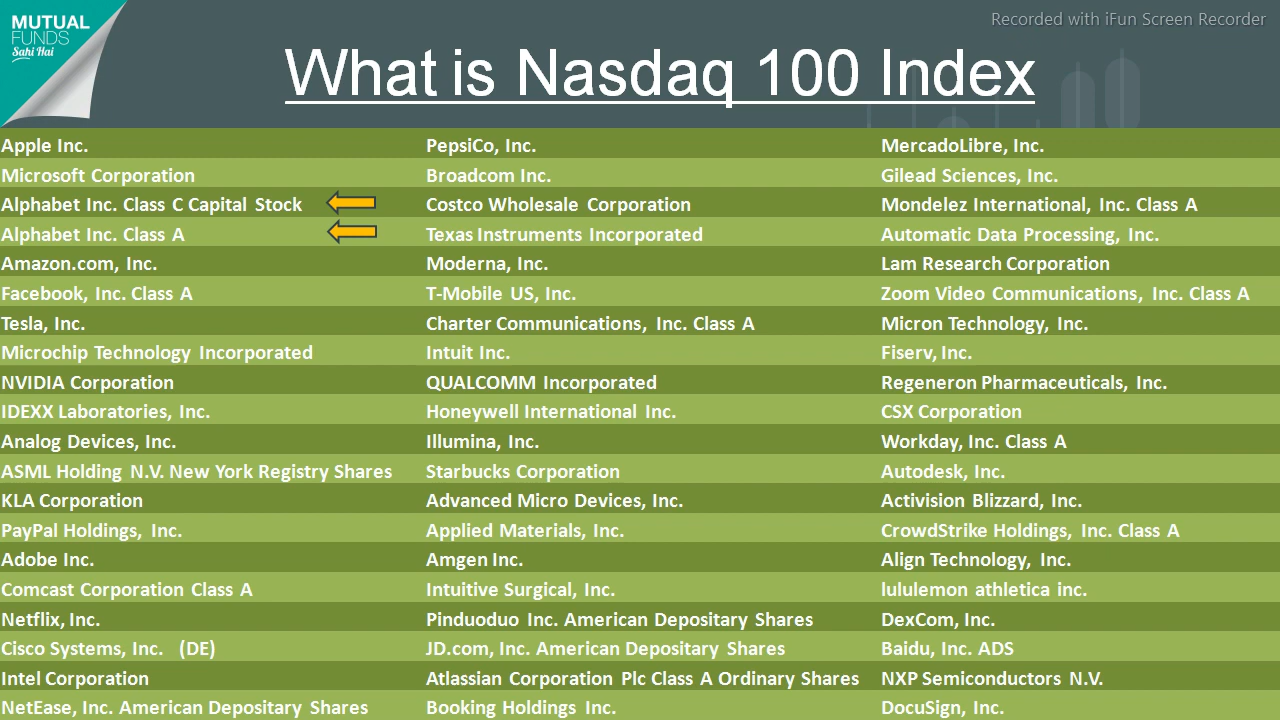 MUTUAL
FUNDS
Sahi Hai
Recorded with iFun Screen Recorder
What is Nasdaq 100 Index
Apple Inc. PepsiCo, Inc. MercadoLibre, Inc.
Microsoft Corporation Broadcom Inc. Gilead Sciences, Inc.
Alphabet Inc. Class C Capital Stock Costco Wholesale Corporation Mondelez International, Inc. Class A
Alphabet Inc. Class A Texas Instruments Incorporated Automatic Data Processing, Inc.
Amazon.com, Inc. Moderna, Inc. Lam Research Corporation
Facebook, Inc. Class A T-Mobile US, Inc. Zoom Video Communications, Inc. Class A
Tesla, Inc. Charter Communications, Inc. Class A Micron Technology, Inc.
Microchip Technology Incorporated Intuit Inc. Fiserv, Inc.
NVIDIA Corporation QUALCOMM Incorporated Regeneron Pharmaceuticals, Inc.
IDEXX Laboratories, Inc. Honeywell International Inc. CSX Corporation
Analog Devices, Inc. Illumina, Inc. Workday, Inc. Class A
ASML Holding N.V. New York Registry Shares Starbucks Corporation Autodesk, Inc.
KLA Corporation Advanced Micro Devices, Inc. Activision Blizzard, Inc.
PayPal Holdings, Inc. Applied Materials, Inc. CrowdStrike Holdings, Inc. Class A
Adobe Inc. Amgen Inc. Align Technology, Inc.
Comcast Corporation Class A Intuitive Surgical, Inc. lululemon athletica inc.
Netflix, Inc. Pinduoduo Inc. American Depositary Shares DexCom, Inc.
Cisco Systems, Inc. (DE) JD.com, Inc. American Depositary Shares Baidu, Inc. ADS
Intel Corporation Atlassian Corporation Plc Class A Ordinary Shares NXP Semiconductors N.V.
NetEase, Inc. American Depositary Shares Booking Holdings Inc. DocuSign, Inc.